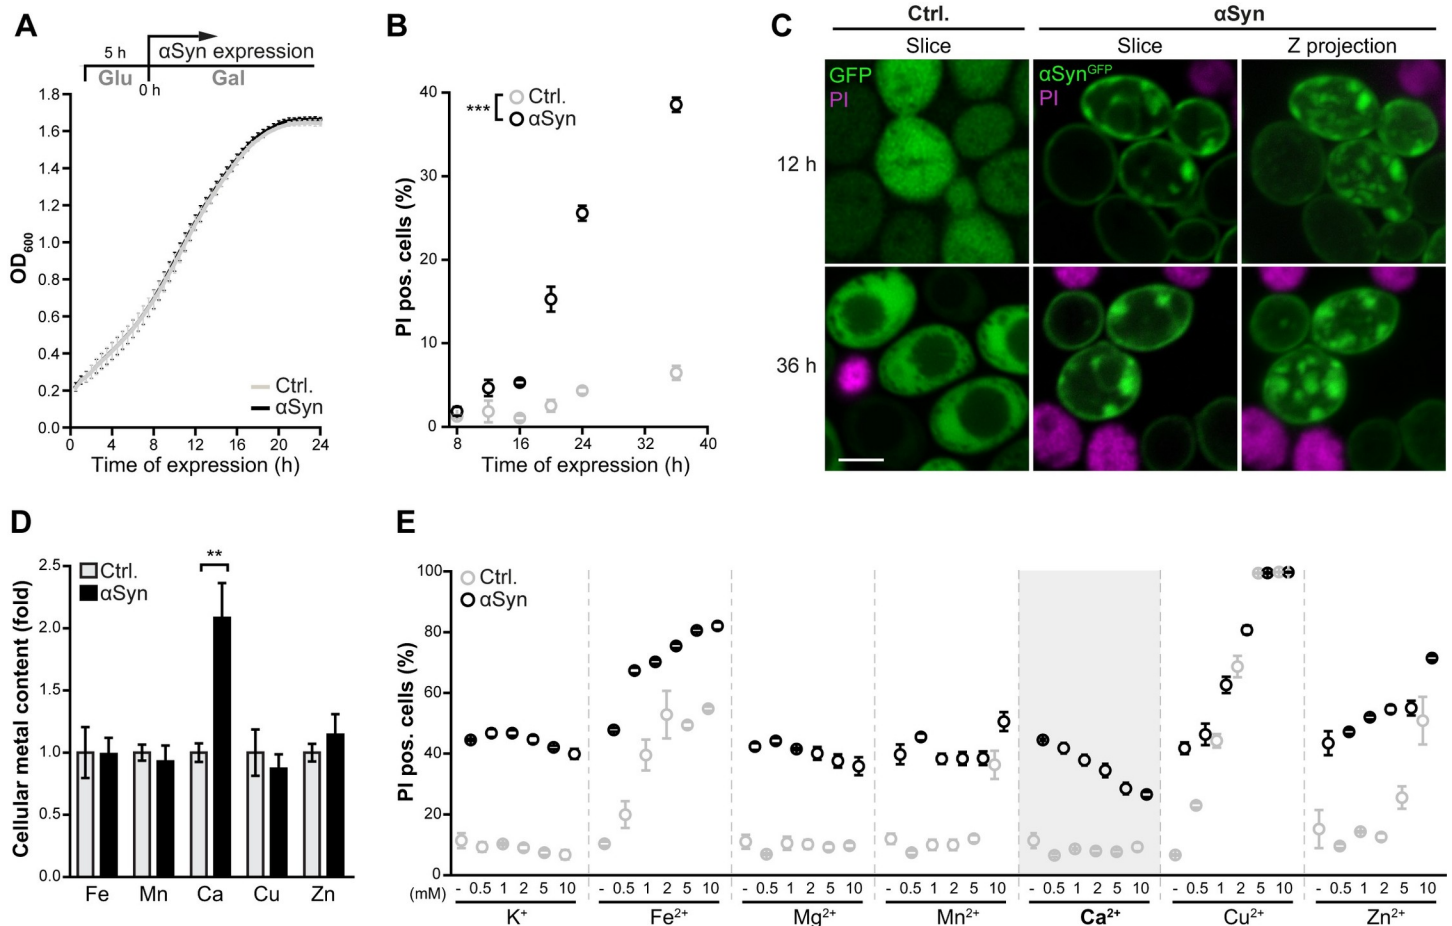 A
5 h
αSyn expression
Glu
Gal
0 h
1.8
1.6
1.4
1.2
1.0
0.8
0.6
0.4
0.2
0.0
OD600
Ctrl.
αSyn
0 4 8 12 16 20 24
Time of expression (h)
B
40
30
20
10
0
PI pos. cells (%)
*** Ctrl.
αSyn
8 16 24 32 40
Time of expression (h)
C
Ctrl. αSyn
Slice Slice Z projection
GFP
PI
αSynGFP
PI
12 h
36 h
D
2.5
2.0
1.5
1.0
0.5
0.0
Cellular metal content (fold)
Ctrl.
αSyn
**
Fe Mn Ca Cu Zn
E
100
80
60
40
20
0
PI pos. cells (%)
Ctrl.
αSyn
(mM) - 0.5 1 2 5 10 - 0.5 1 2 5 10 - 0.5 1 2 5 10 - 0.5 1 2 5 10 - 0.5 1 2 5 10 - 0.5 1 2 5 10 - 0.5 1 2 5 10
K+ Fe2+ Mg2+ Mn2+ Ca2+ Cu2+ Zn2+